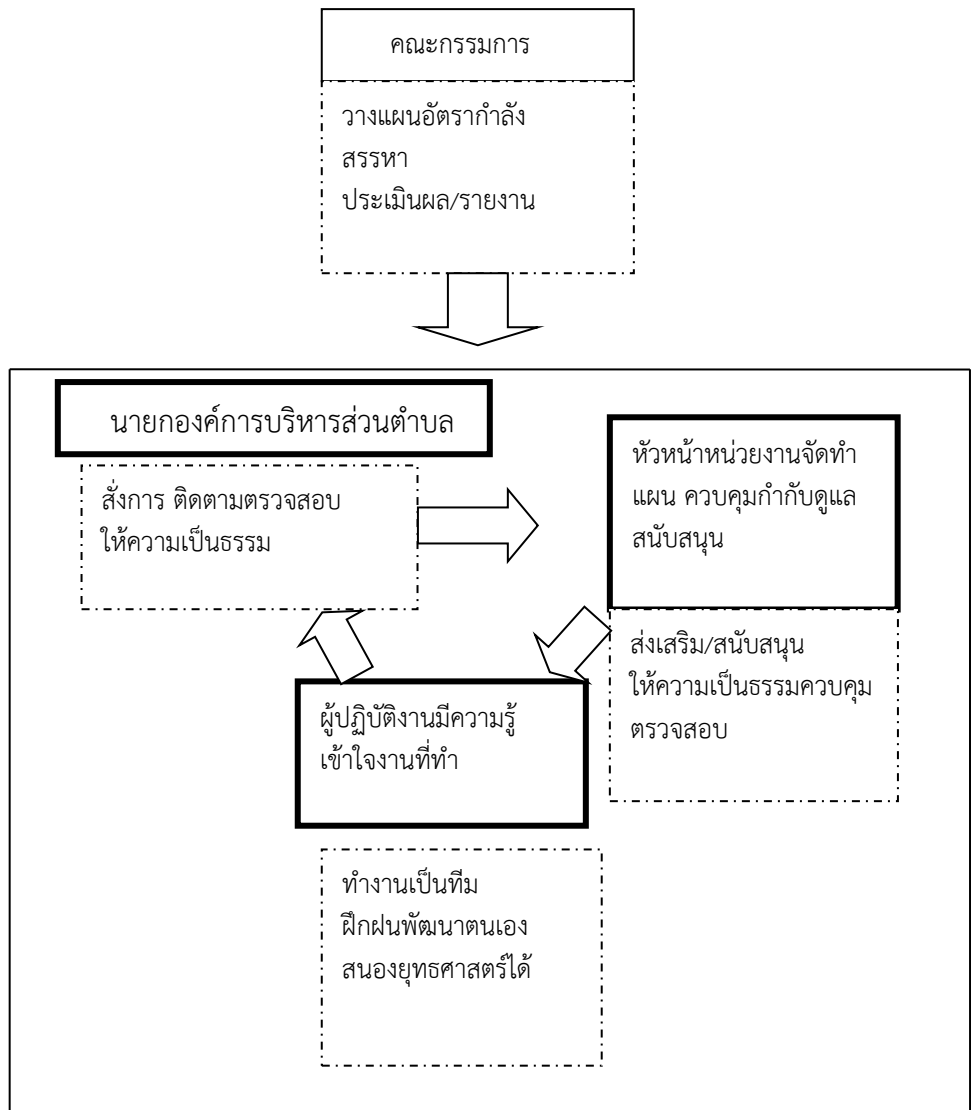 คณะกรรมการ
วางแผนอัตรากำลัง
สรรหา
ประเมินผล/รายงาน
นายกองค์การบริหารส่วนตำบล
สั่งการ ติดตามตรวจสอบ
ให้ความเป็นธรรม
หัวหน้าหน่วยงานจัดทำ
แผน ควบคุมกำกับดูแล
สนับสนุน
ส่งเสริม/สนับสนุน
ให้ความเป็นธรรมควบคุม
ตรวจสอบ
ผู้ปฏิบัติงานมีความรู้
เข้าใจงานที่ทำ
ทำงานเป็นทีม
ฝึกฝนพัฒนาตนเอง
สนองยุทธศาสตร์ได้